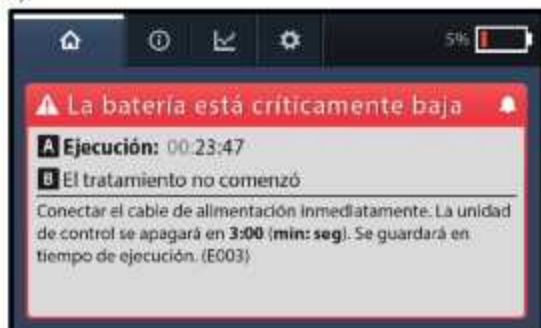 5%
La batería está críticamente baja
A Ejecución: 00:23:47
B El tratamiento no comenzó
Conectar el cable de alimentación inmediatamente. La unidad
de control se apagará en 3:00 (min: seg). Se guardará en
tiempo de ejecución. (E003)